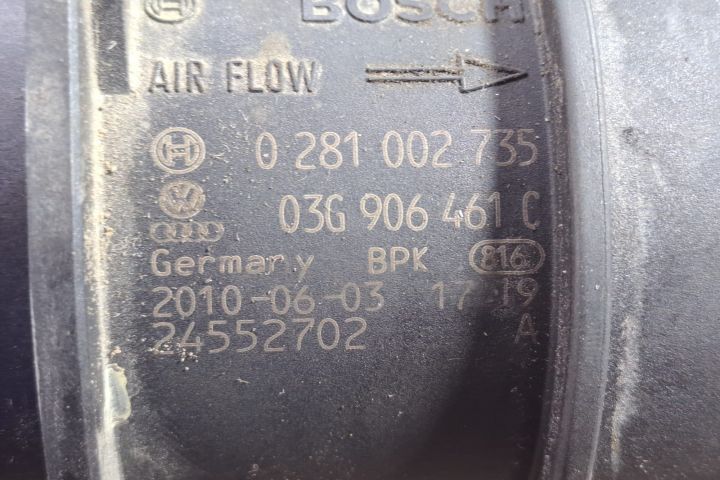 BOSCH
AIR FLOW
0 281 002 735
03G 906 461 C
Germany BPK 816
2010-06-03 17 19
24552702 A